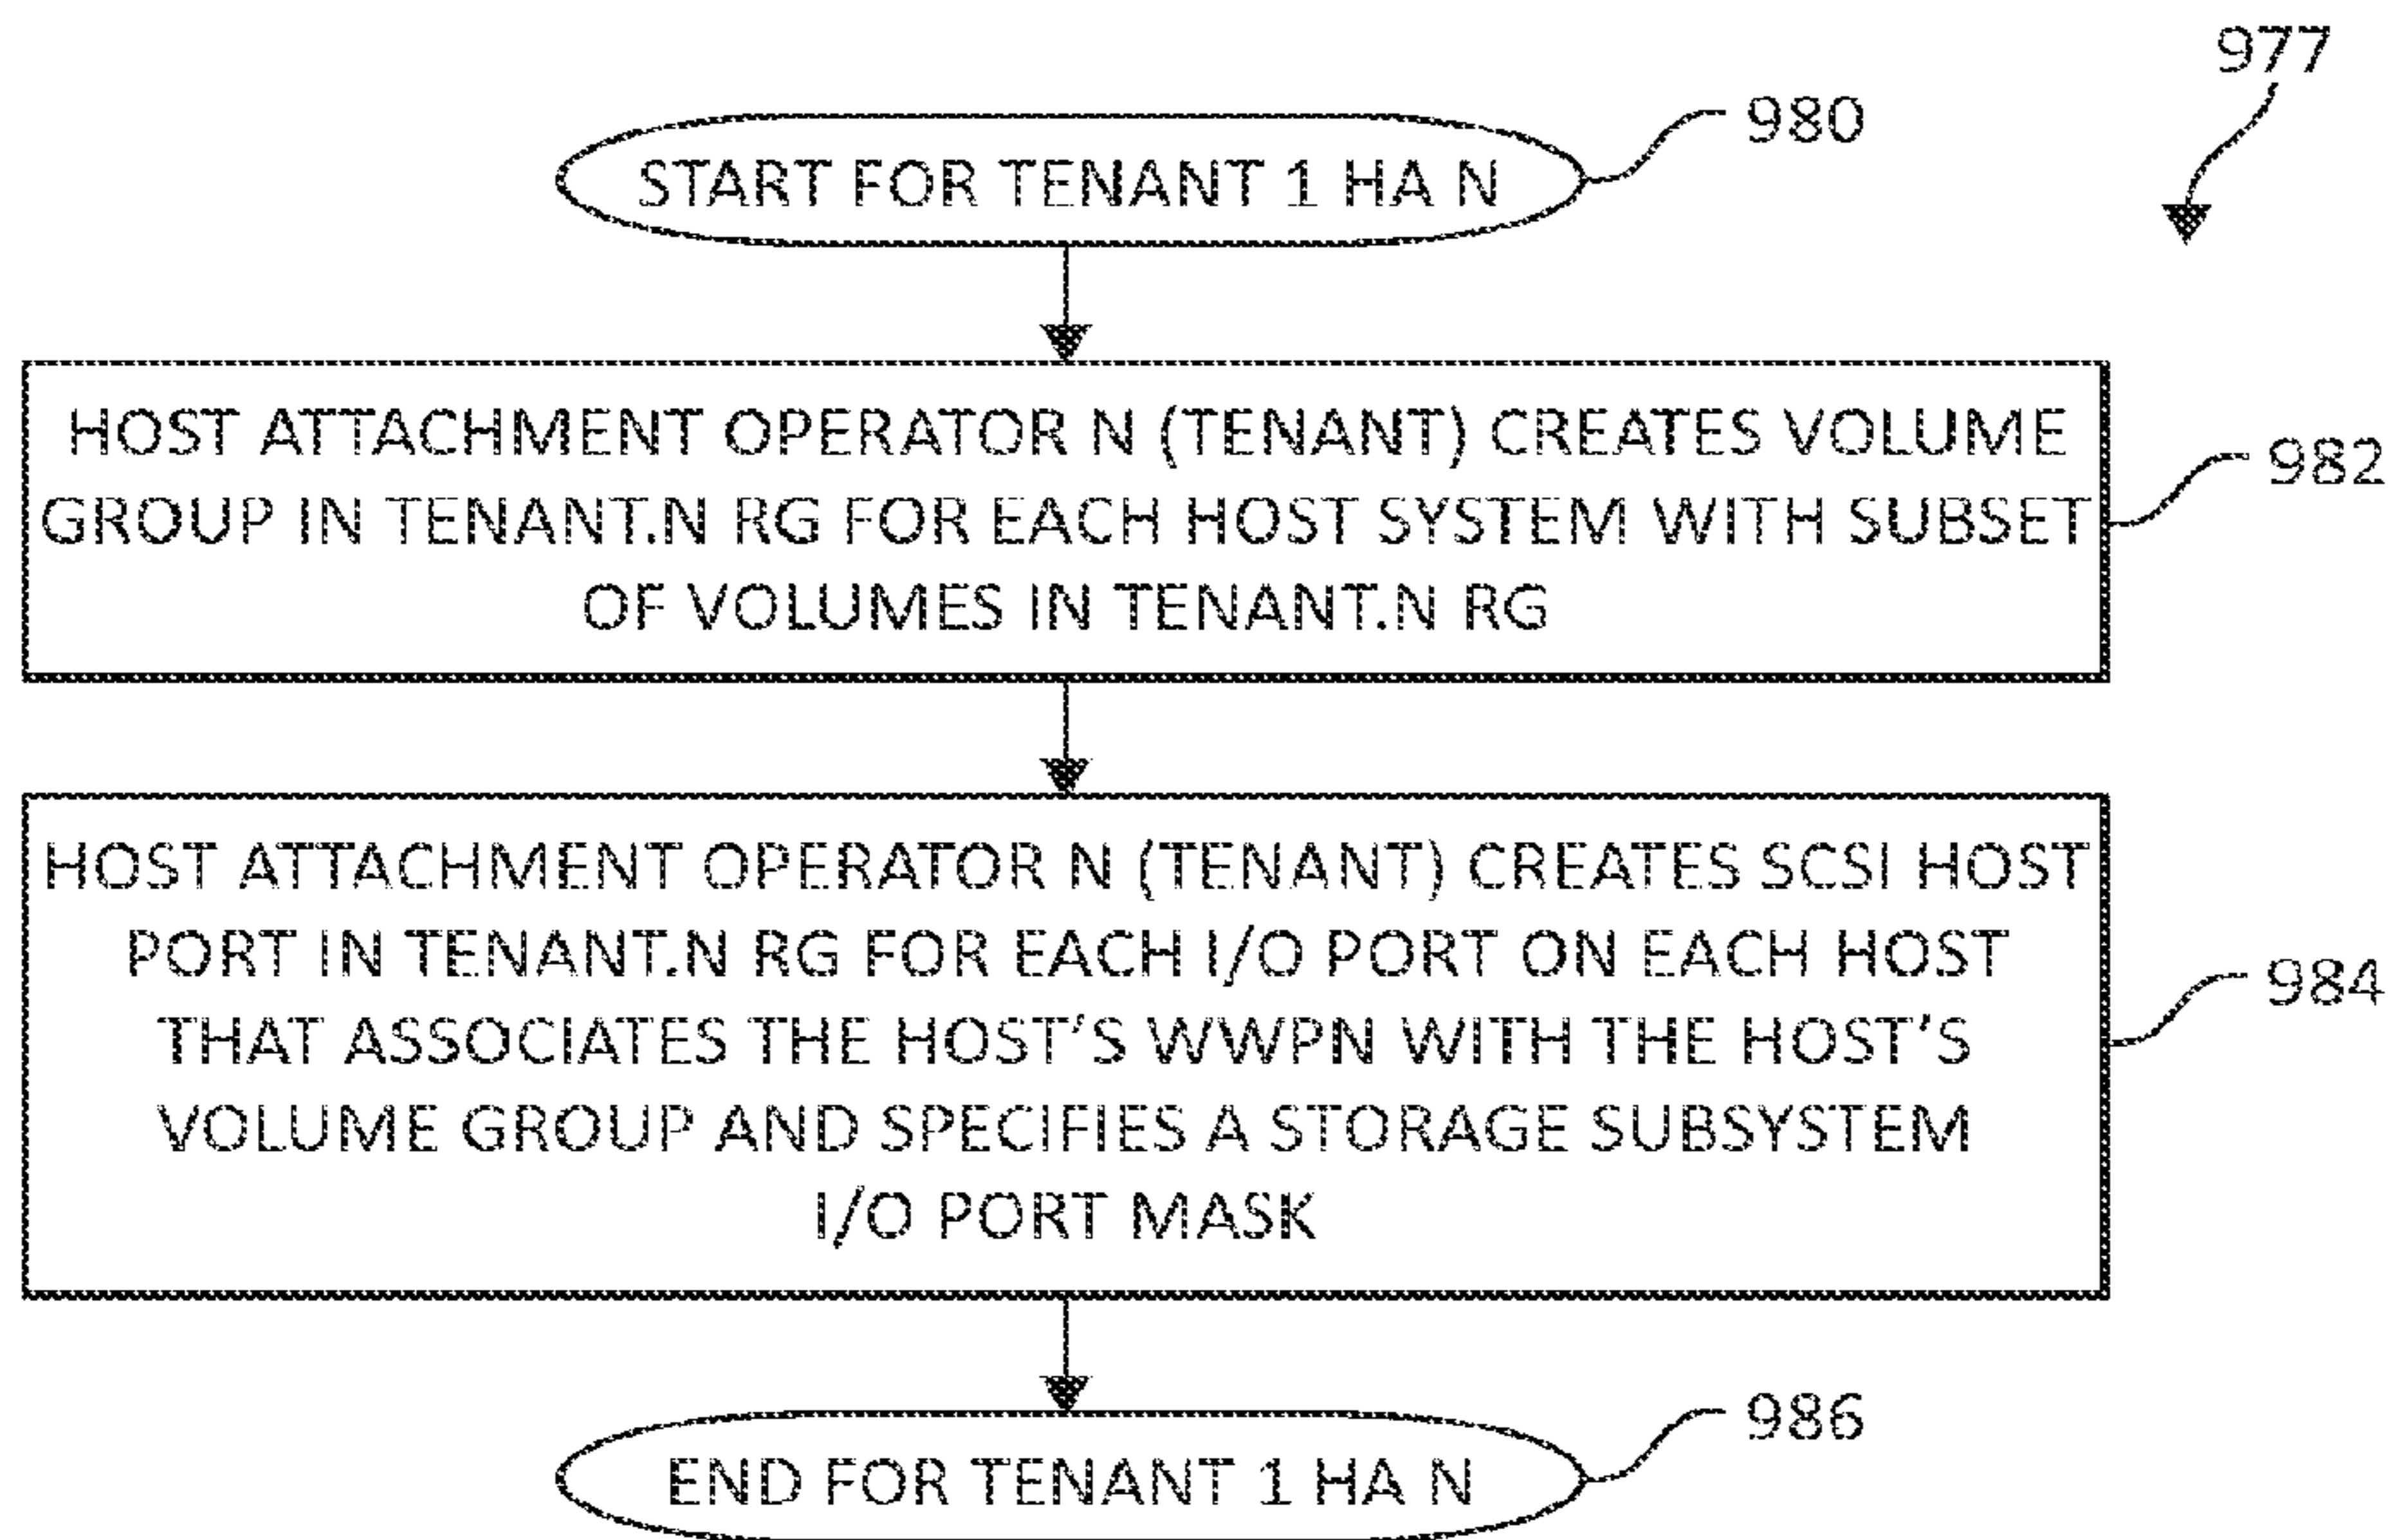 977
980
START FOR TENANT 1 HA N
HOST ATTACHMENT OPERATOR N (TENANT) CREATES VOLUME
GROUP IN TENANT.N RG FOR EACH HOST SYSTEM WITH SUBSET
OF VOLUMES IN TENANT.N RG
982
HOST ATTACHMENT OPERATOR N (TENANT) CREATES SCSI HOST
PORT IN TENANT.N RG FOR EACH I/O PORT ON EACH HOST
THAT ASSOCIATES THE HOST'S WWPN WITH THE HOST'S
VOLUME GROUP AND SPECIFIES A STORAGE SUBSYSTEM
I/O PORT MASK
984
986
END FOR TENANT 1 HA N